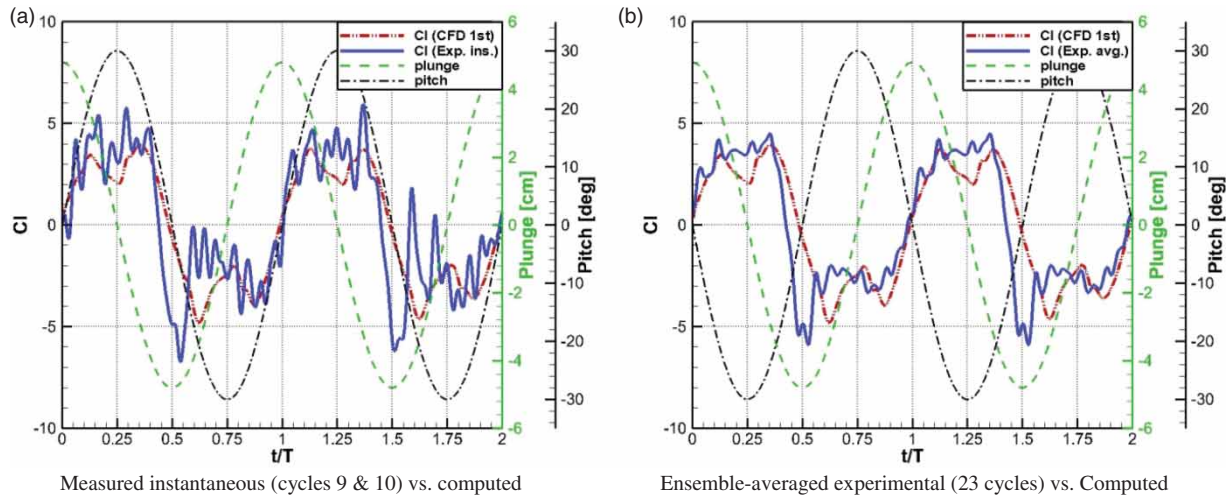 (a)
10
5
0
-5
-10
Cl
Cl (CFD 1st)
Cl (Exp. ins.)
plunge
pitch
6
4
2
0
-2
-4
-6
Plunge [cm]
30
20
10
0
-10
-20
-30
Pitch [deg]
0 0.25 0.5 0.75 1 1.25 1.5 1.75 2
t/T
Measured instantaneous (cycles 9 & 10) vs. computed
(b)
10
5
0
-5
-10
Cl
Cl (CFD 1st)
Cl (Exp. avg.)
plunge
pitch
6
4
2
0
-2
-4
-6
Plunge [cm]
30
20
10
0
-10
-20
-30
Pitch [deg]
0 0.25 0.5 0.75 1 1.25 1.5 1.75 2
t/T
Ensemble-averaged experimental (23 cycles) vs. Computed